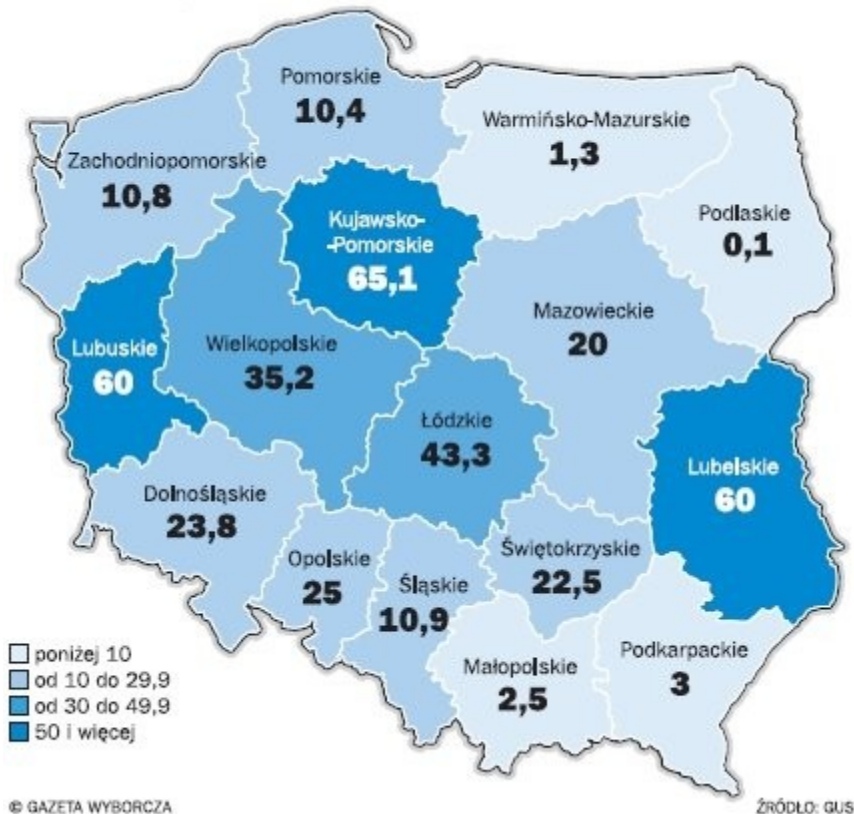 Pomorskie
10,4
Warmińsko-Mazurskie
1,3
Zachodniopomorskie
10,8
Podlaskie
0,1
Kujawsko-
-Pomorskie
65,1
Mazowieckie
20
Lubuskie
60
Wielkopolskie
35,2
Łódzkie
43,3
Lubelskie
60
Dolnośląskie
23,8
Opolskie
25
Śląskie
10,9
Świętokrzyskie
22,5
Małopolskie
2,5
Podkarpackie
3
poniżej 10
od 10 do 29,9
od 30 do 49,9
50 i więcej
© GAZETA WYBORCZA
ŹRÓDŁO: GUS